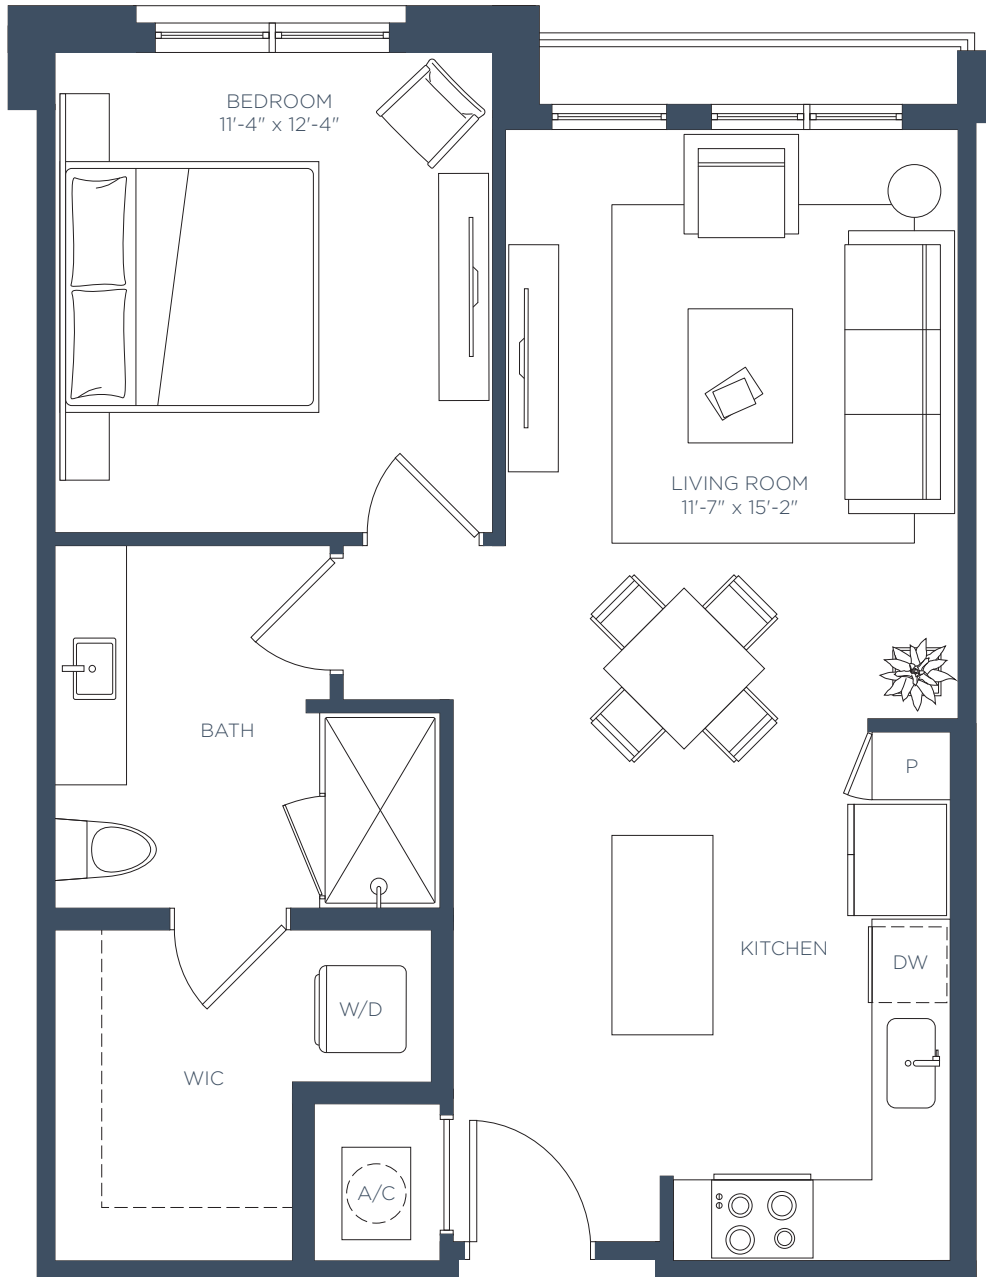 BEDROOM
11'-4" x 12'-4"
LIVING ROOM
11'-7" x 15'-2"
BATH
P
KITCHEN
DW
W/D
WIC
A/C